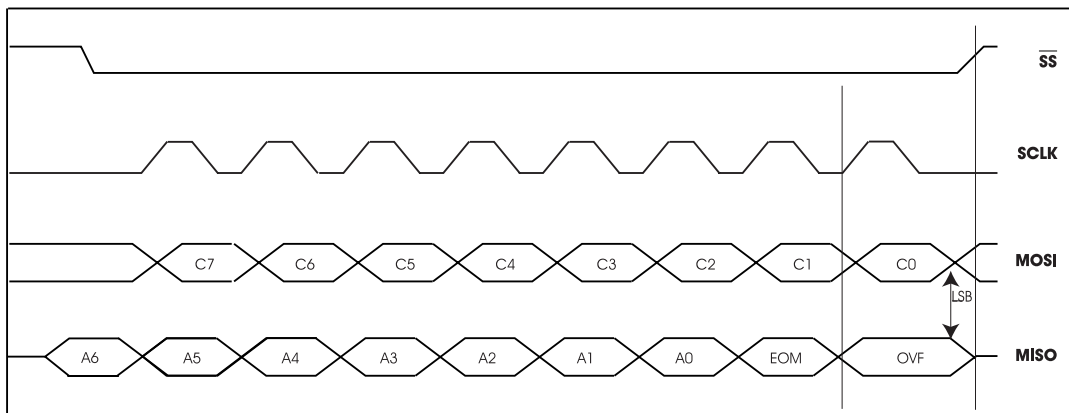 SS
SCLK
C7 C6 C5 C4 C3 C2 C1 C0 MOSI
LSB
A6 A5 A4 A3 A2 A1 A0 EOM OVF MISO